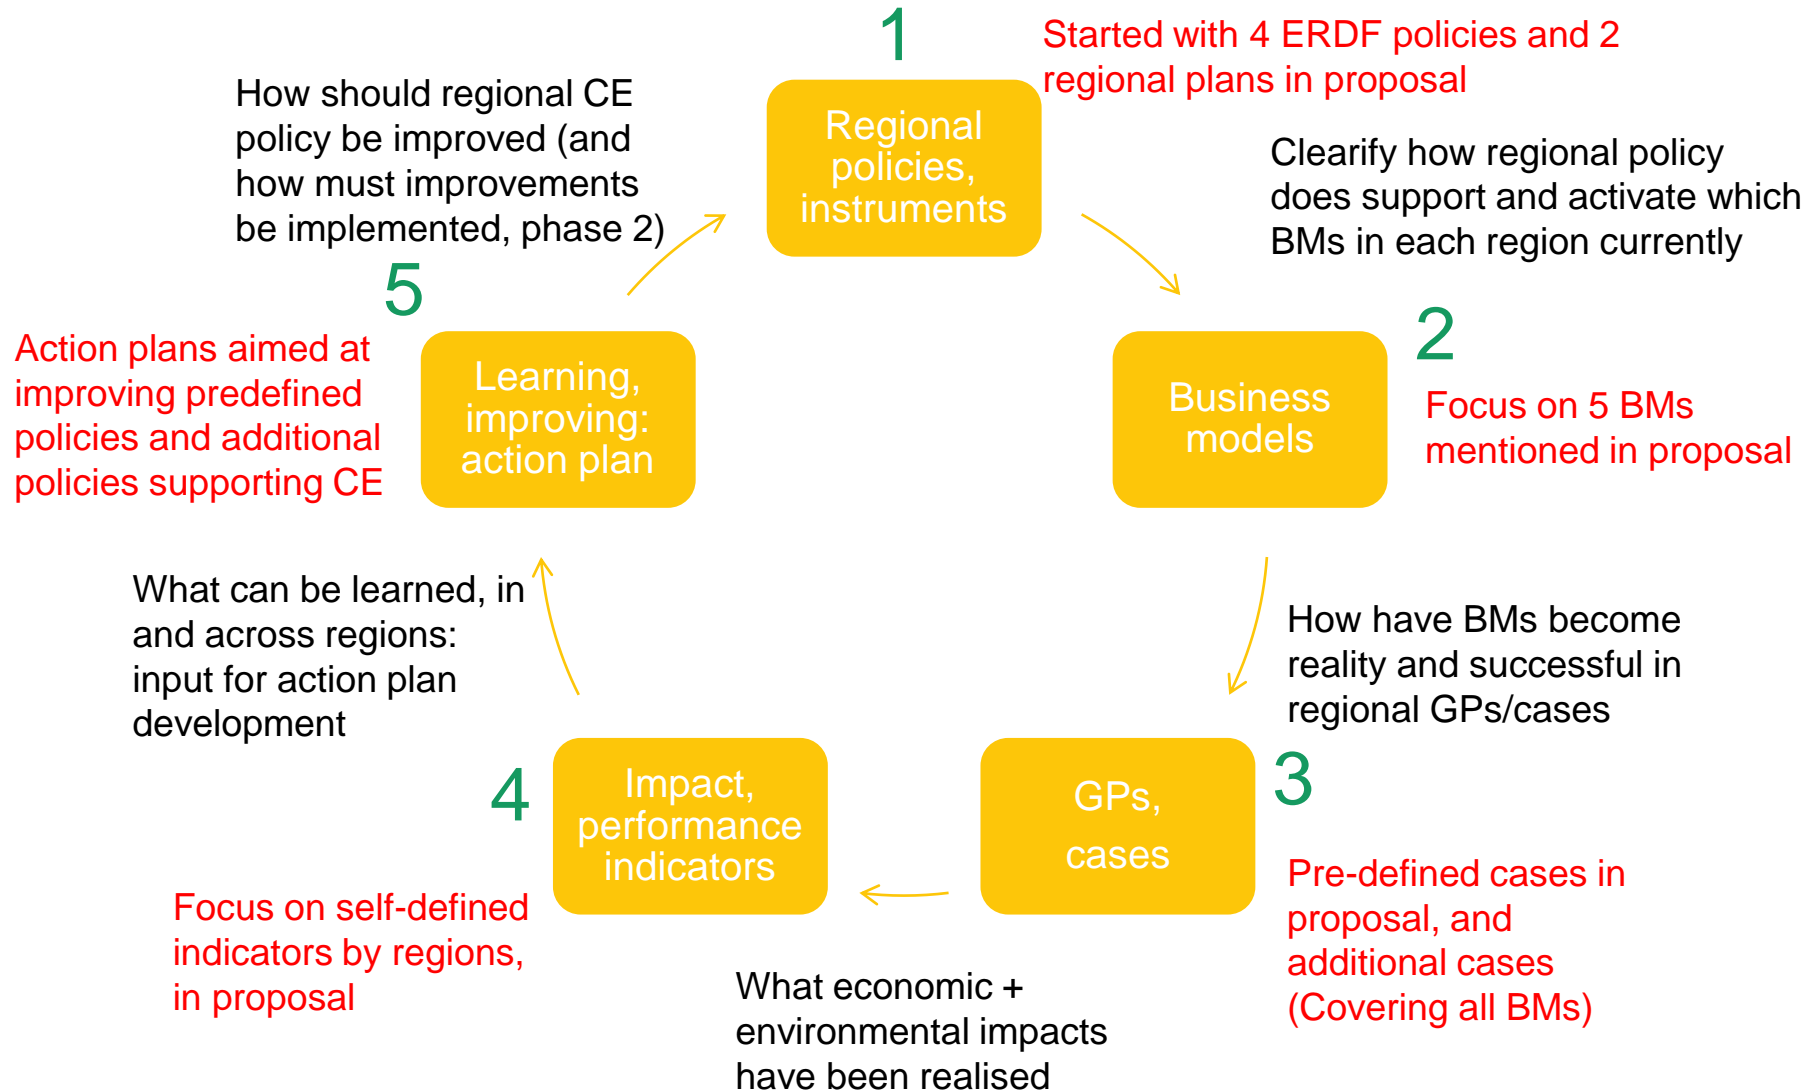 1
Started with 4 ERDF policies and 2
regional plans in proposal
Regional
policies,
instruments
Clearify how regional policy
does support and activate which
BMs in each region currently
2
Business
models
Focus on 5 BMs
mentioned in proposal
How have BMs become
reality and successful in
regional GPs/cases
3
GPs,
cases
Pre-defined cases in
proposal, and
additional cases
(Covering all BMs)
What economic +
environmental impacts
have been realised
4
Impact,
performance
indicators
Focus on self-defined
indicators by regions,
in proposal
What can be learned, in
and across regions:
input for action plan
development
5
Learning,
improving:
action plan
Action plans aimed at
improving predefined
policies and additional
policies supporting CE
How should regional CE
policy be improved (and
how must improvements
be implemented, phase 2)